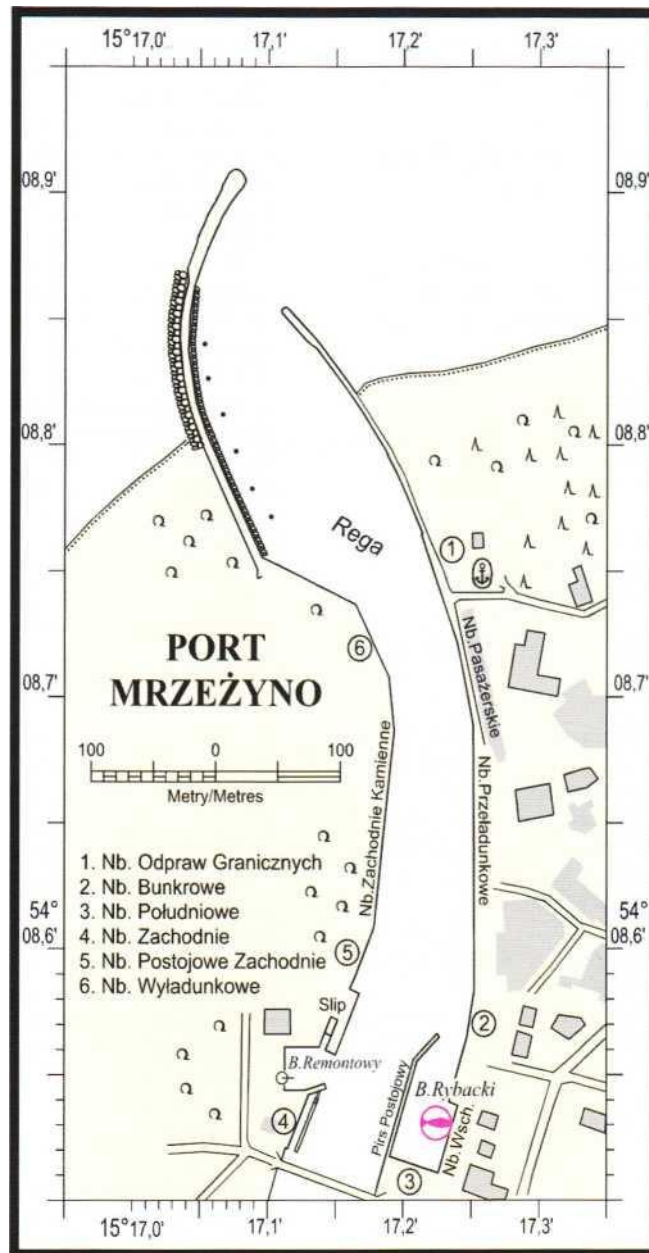 15°17,0'
17,1'
17,2'
17,3'
08,9'
08,9'
08,8'
08,8'
Rega
1
6
PORT
MRZEŻYNO
Nb.Pasażerskie
08,7'
08,7'
100 0 100
Metry/Metres
Nb.Zachodnie Kamienne
Nb.Przeładunkowe
1. Nb. Odpraw Granicznych
2. Nb. Bunkrowe
3. Nb. Południowe
4. Nb. Zachodnie
5. Nb. Postojowe Zachodnie
6. Nb. Wyładunkowe
54°
08,6'
54°
08,6'
5
Slip
2
B.Remontowy
B.Rybacki
Pirs Postojowy
Nb.Wsch.
4
3
15°17,0'
17,1'
17,2'
17,3'